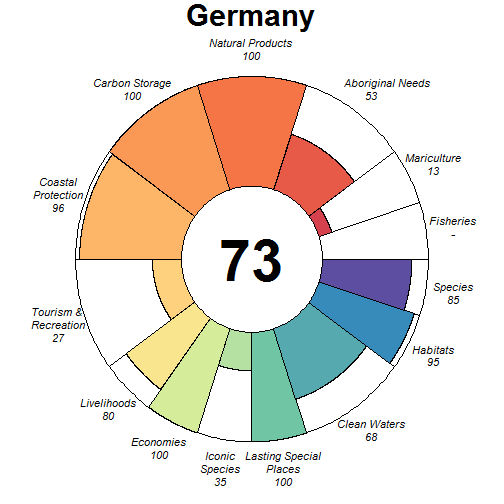 Germany
Natural Products
100
Carbon Storage
100
Aboriginal Needs
53
Mariculture
13
Coastal
Protection
96
Fisheries
-
73
Species
85
Tourism &
Recreation
27
Habitats
95
Livelihoods
80
Clean Waters
68
Economies
100
Iconic
Species
35
Lasting Special
Places
100